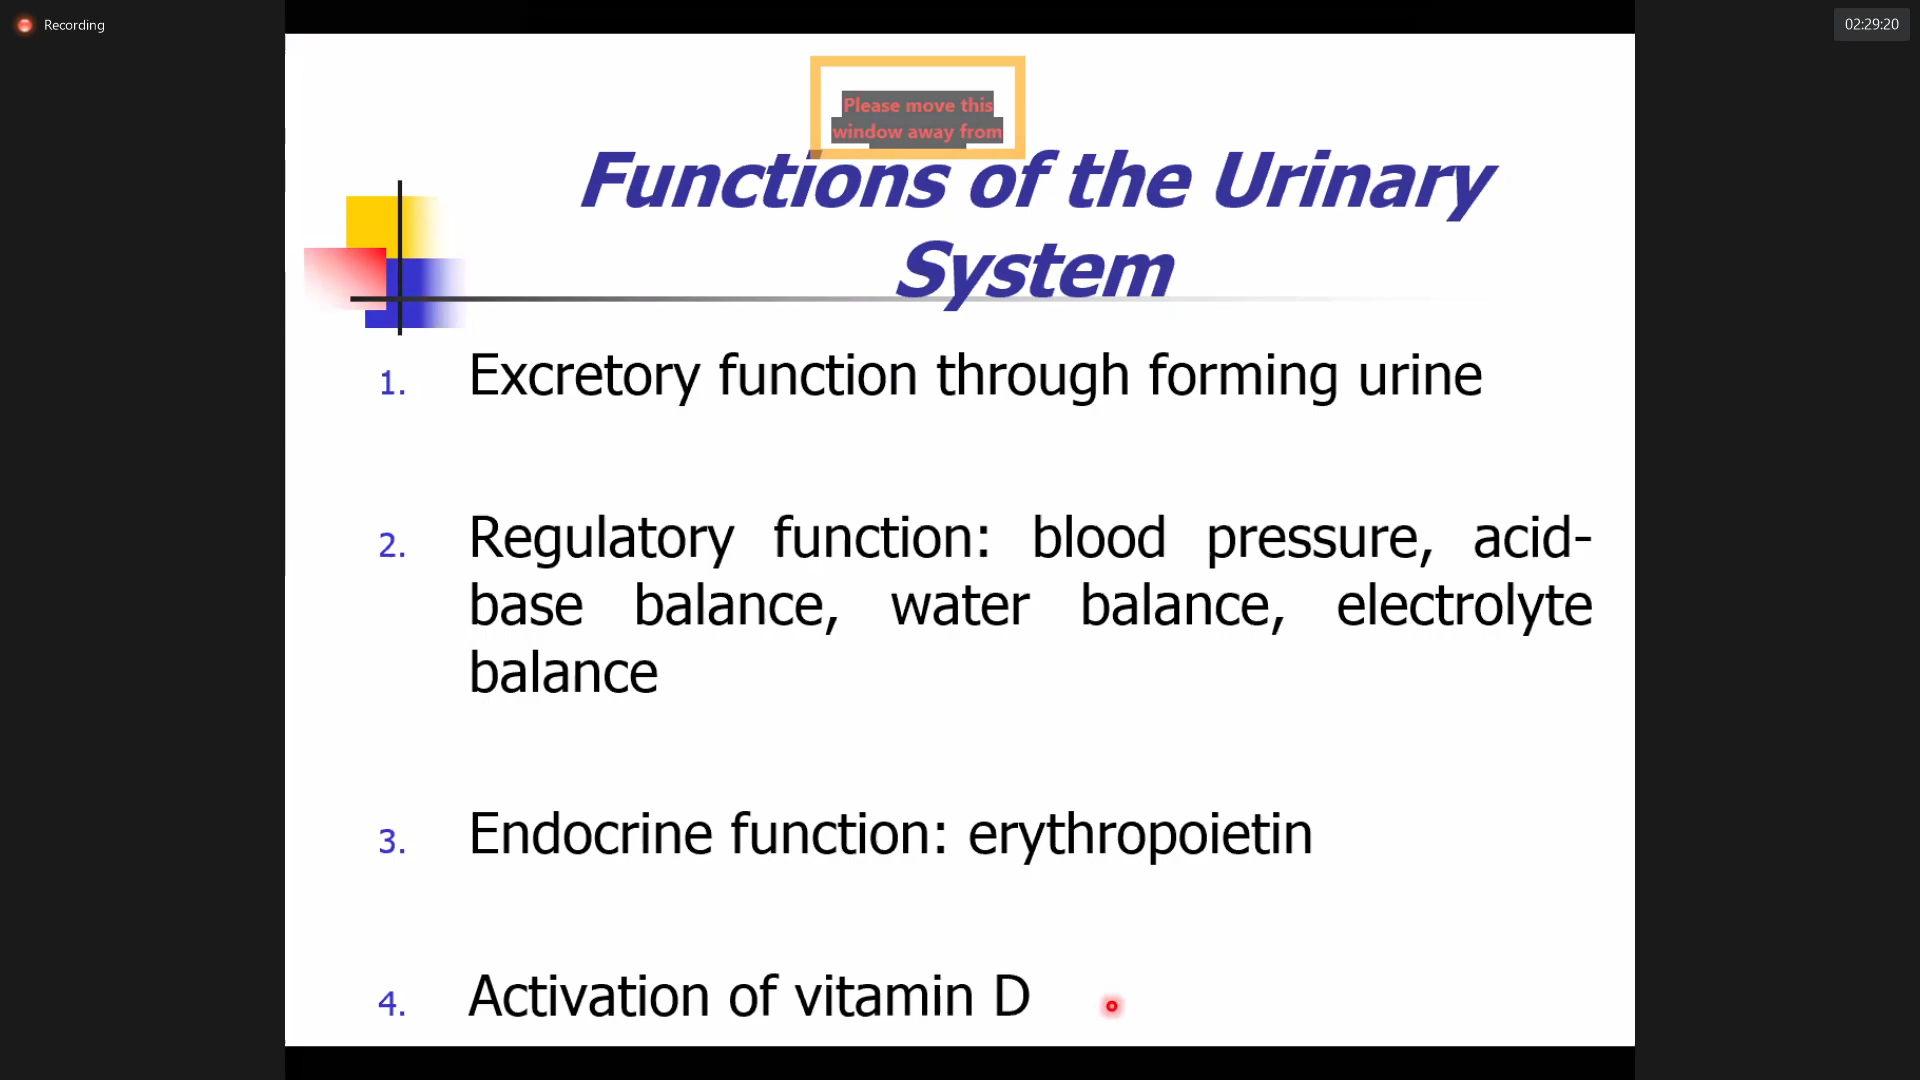 Recording
02:29:20
Please move this
window away from
Functions of the Urinary
System
1. Excretory function through forming urine
2. Regulatory function: blood pressure, acid-
base balance, water balance, electrolyte
balance
3. Endocrine function: erythropoietin
4. Activation of vitamin D